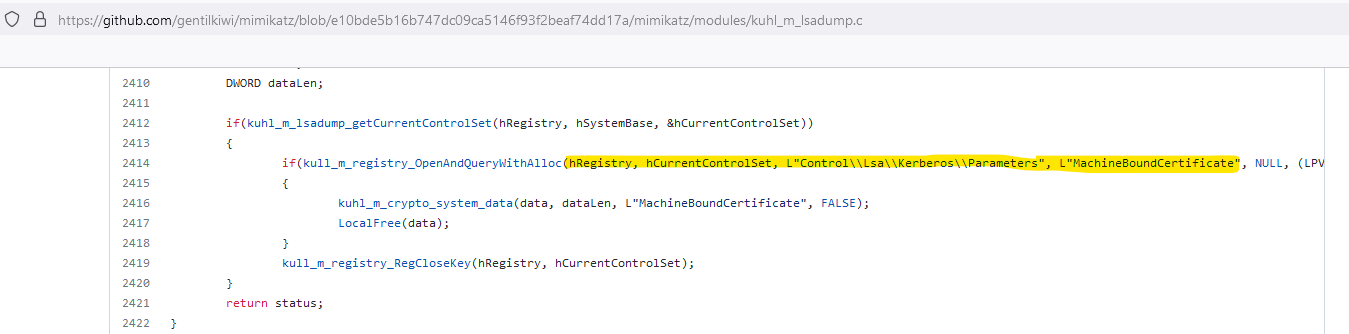 https://github.com/gentilkiwi/mimikatz/blob/e10bde5b16b747dc09ca5146f93f2beaf74dd17a/mimikatz/modules/kuhl_m_lsadump.c
2410 DWORD dataLen;
2411
2412 if(kuhl_m_lsadump_getCurrentControlSet(hRegistry, hSystemBase, &hCurrentControlSet))
2413 {
2414 if(kull_m_registry_OpenAndQueryWithAlloc(hRegistry, hCurrentControlSet, L"Control\\Lsa\\Kerberos\\Parameters", L"MachineBoundCertificate", NULL, (LPV
2415 {
2416 kuhl_m_crypto_system_data(data, dataLen, L"MachineBoundCertificate", FALSE);
2417 LocalFree(data);
2418 }
2419 kull_m_registry_RegCloseKey(hRegistry, hCurrentControlSet);
2420 }
2421 return status;
2422 }